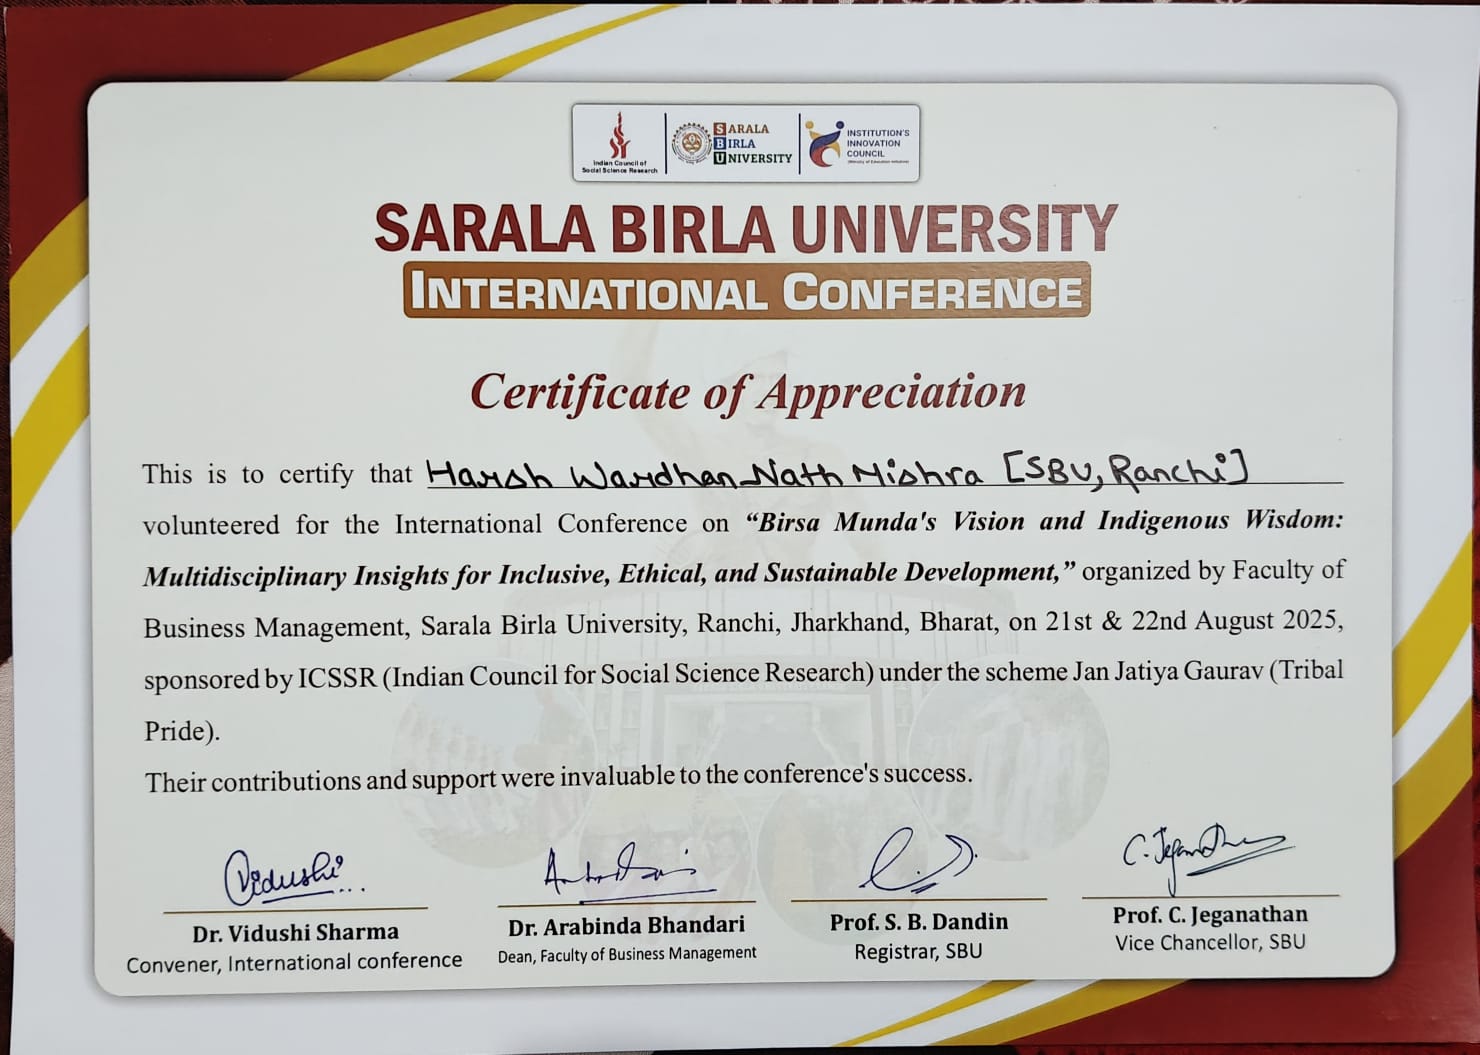 Indian Council of
Social Science Research
SARALA
BIRLA
UNIVERSITY
INSTITUTION'S
INNOVATION
COUNCIL
(Ministry of Education Initiative)
SARALA BIRLA UNIVERSITY
INTERNATIONAL CONFERENCE
Certificate of Appreciation
This is to certify that Harsh Wardhan Nath Mishra [SBU, Ranchi]
volunteered for the International Conference on “Birsa Munda's Vision and Indigenous Wisdom:
Multidisciplinary Insights for Inclusive, Ethical, and Sustainable Development,” organized by Faculty of
Business Management, Sarala Birla University, Ranchi, Jharkhand, Bharat, on 21st & 22nd August 2025,
sponsored by ICSSR (Indian Council for Social Science Research) under the scheme Jan Jatiya Gaurav (Tribal
Pride).
Their contributions and support were invaluable to the conference's success.
Vidushi
C. Jeganathan
Dr. Vidushi Sharma
Convener, International conference
Dr. Arabinda Bhandari
Dean, Faculty of Business Management
Prof. S. B. Dandin
Registrar, SBU
Prof. C. Jeganathan
Vice Chancellor, SBU